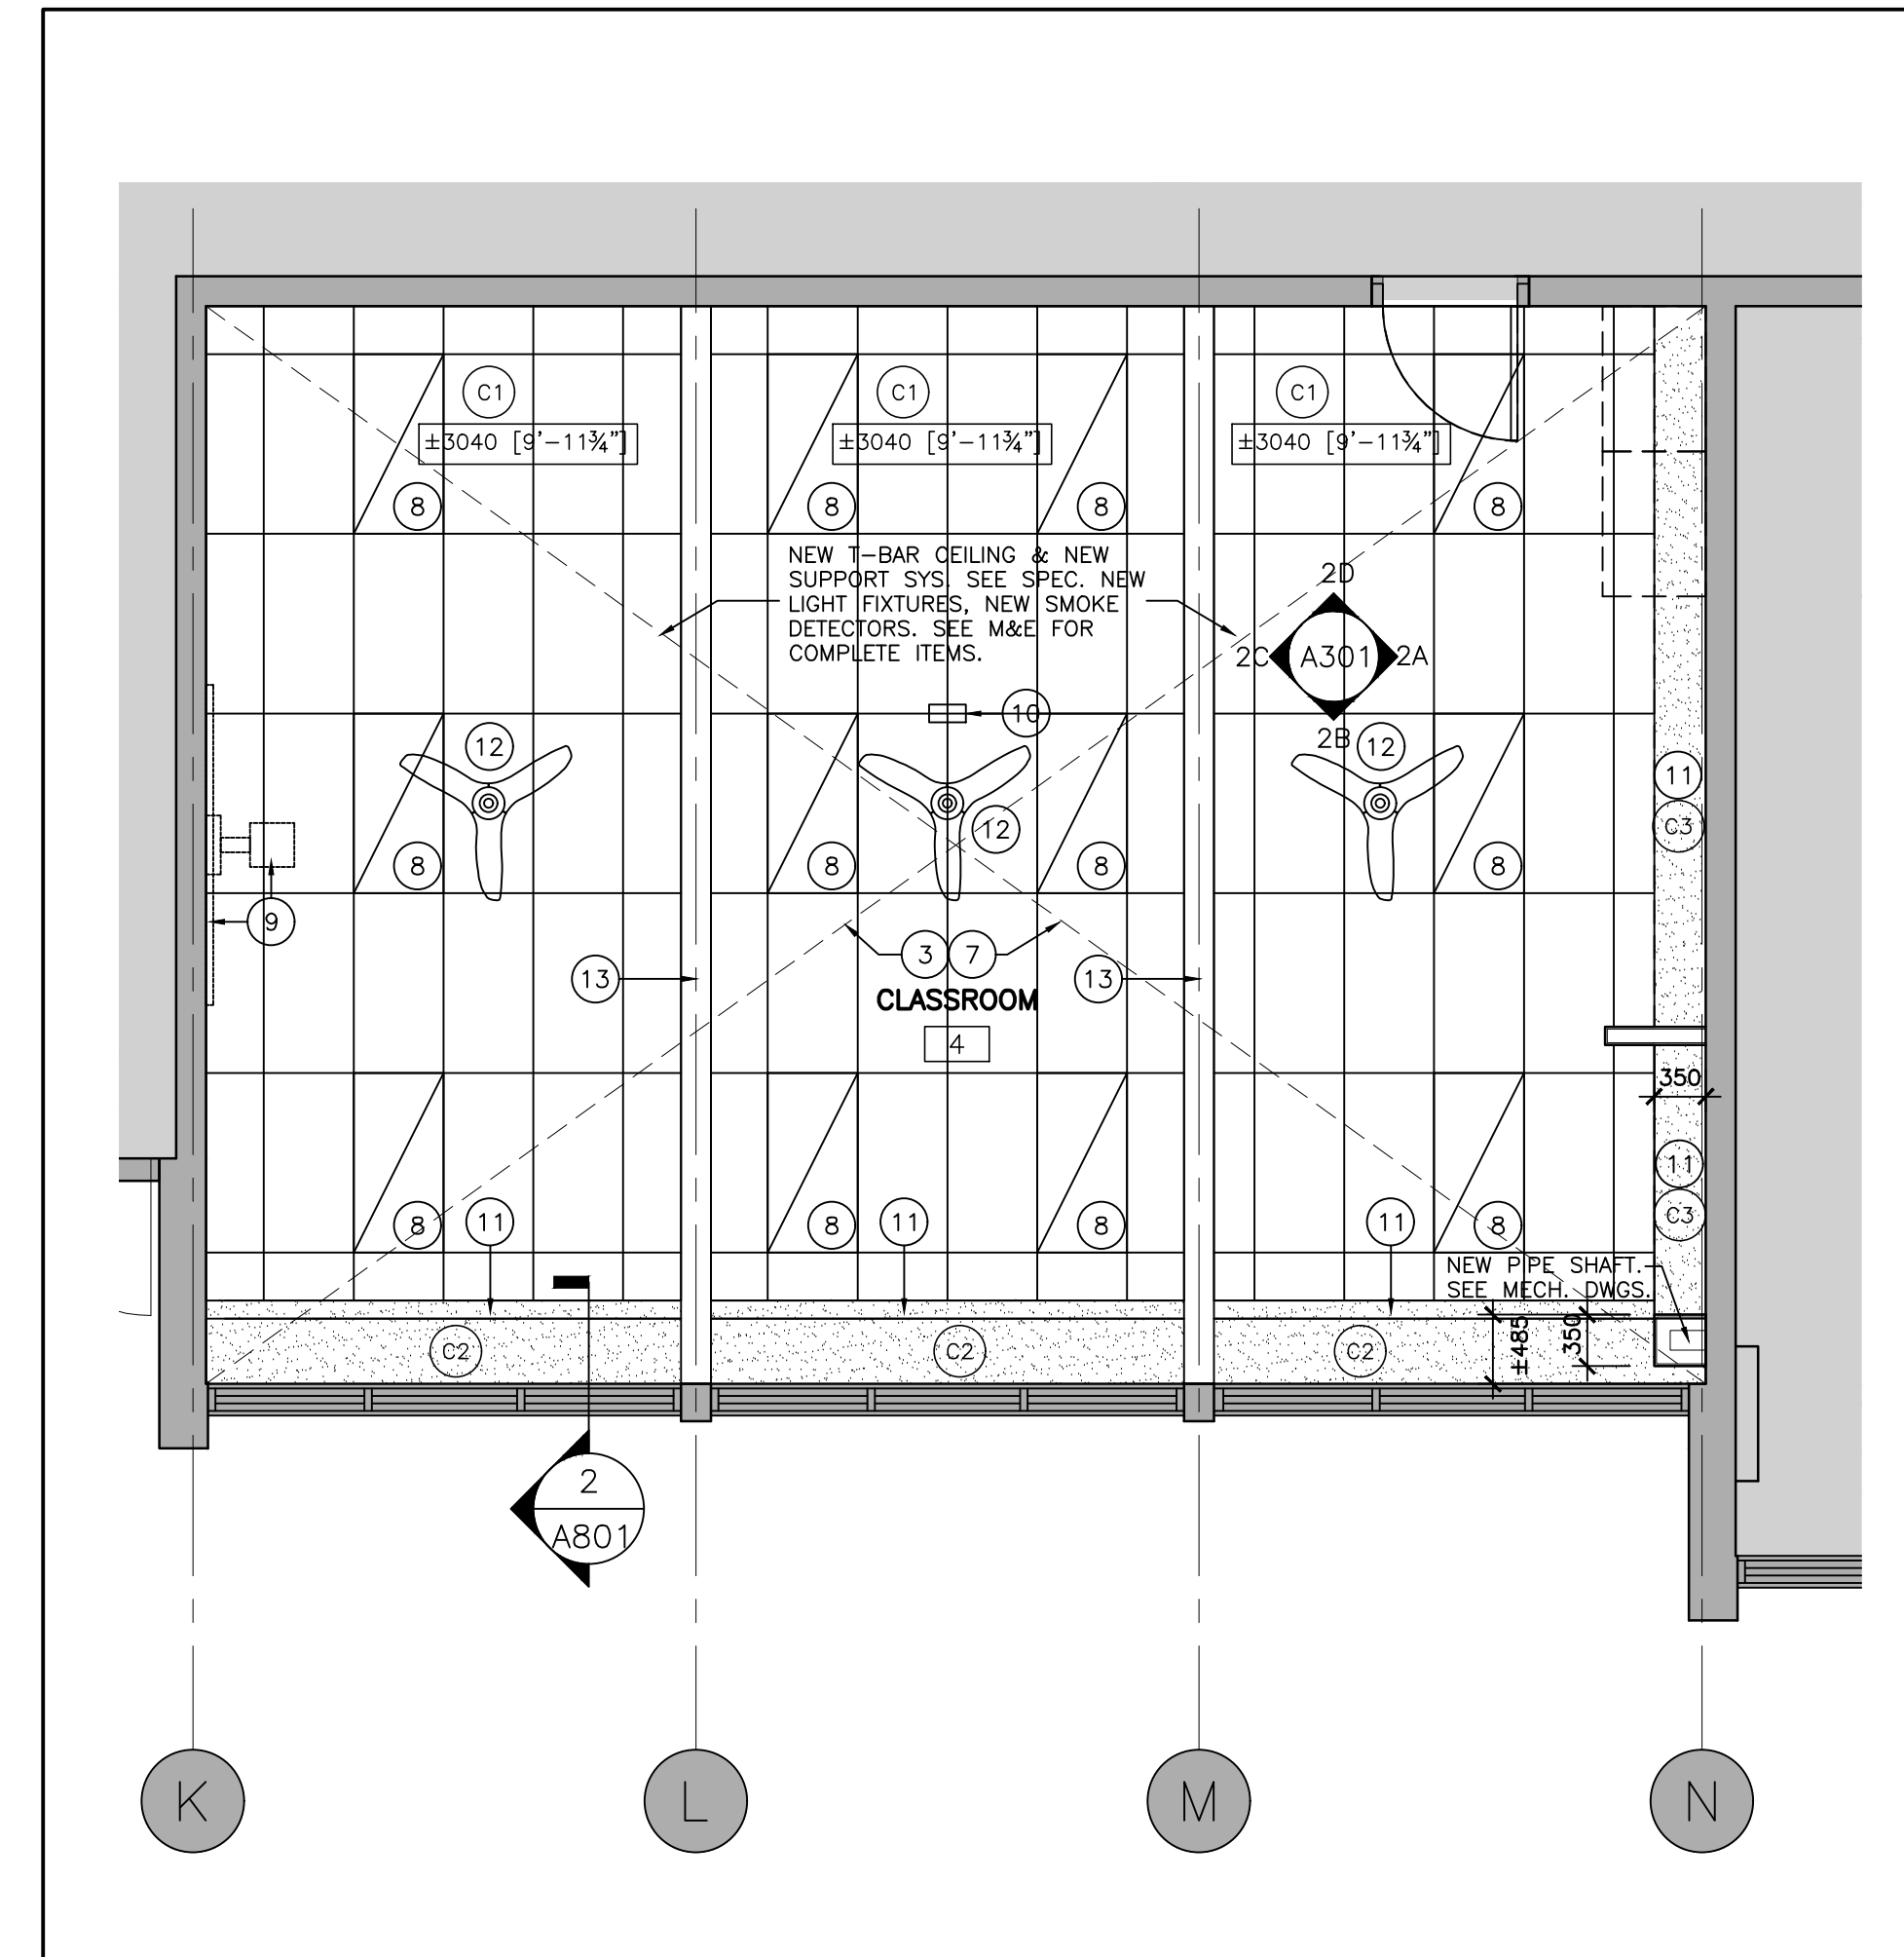 C1
C1
C1
±3040 [9'-11¾"]
±3040 [9'-11¾"]
±3040 [9'-11¾"]
8
8
8
8
NEW T-BAR CEILING & NEW
SUPPORT SYS. SEE SPEC. NEW
LIGHT FIXTURES, NEW SMOKE
DETECTORS. SEE M&E FOR
COMPLETE ITEMS.
2D
2C
A301
2A
2B
10
12
12
12
11
C3
8
8
8
8
9
3
7
13
13
CLASSROOM
4
350
11
C3
8
8
8
8
11
11
11
NEW PIPE SHAFT.
SEE MECH. DWGS.
±485
350
C2
C2
C2
2
A801
K
L
M
N